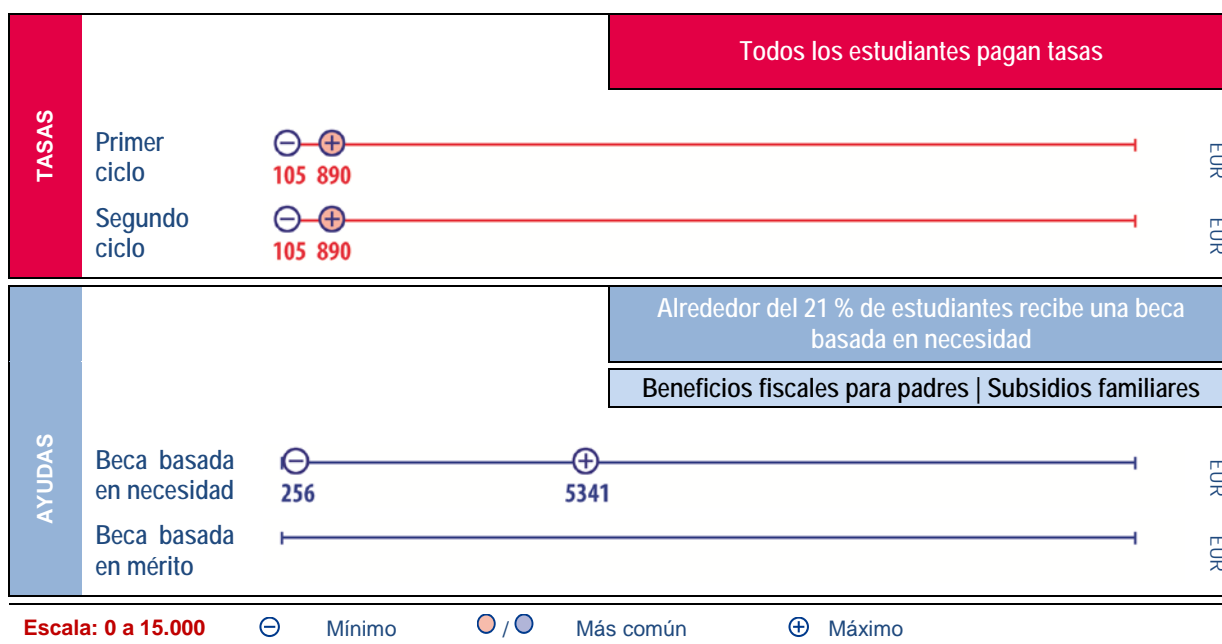 Todos los estudiantes pagan tasas
TASAS
Primer
ciclo
105 890
EUR
Segundo
ciclo
105 890
EUR
Alrededor del 21 % de estudiantes recibe una beca
basada en necesidad
Beneficios fiscales para padres | Subsidios familiares
AYUDAS
Beca basada
en necesidad
256 5341
EUR
Beca basada
en mérito
EUR
Escala: 0 a 15.000 Mínimo / Más común Máximo